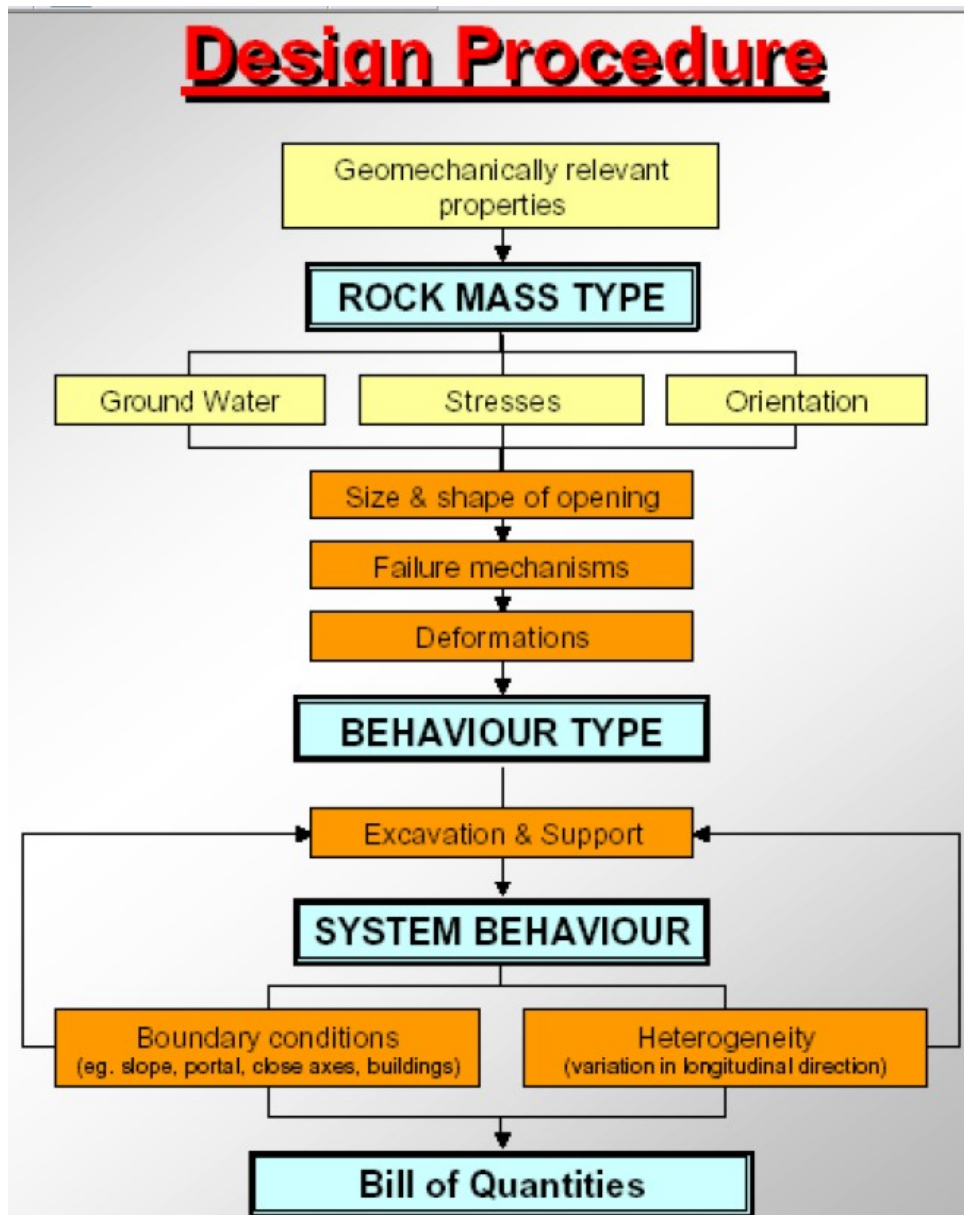 Design Procedure
Geomechanically relevant
properties
ROCK MASS TYPE
Ground Water
Stresses
Orientation
Size & shape of opening
Failure mechanisms
Deformations
BEHAVIOUR TYPE
Excavation & Support
SYSTEM BEHAVIOUR
Boundary conditions
(eg. slope, portal, close axes, buildings)
Heterogeneity
(variation in longitudinal direction)
Bill of Quantities